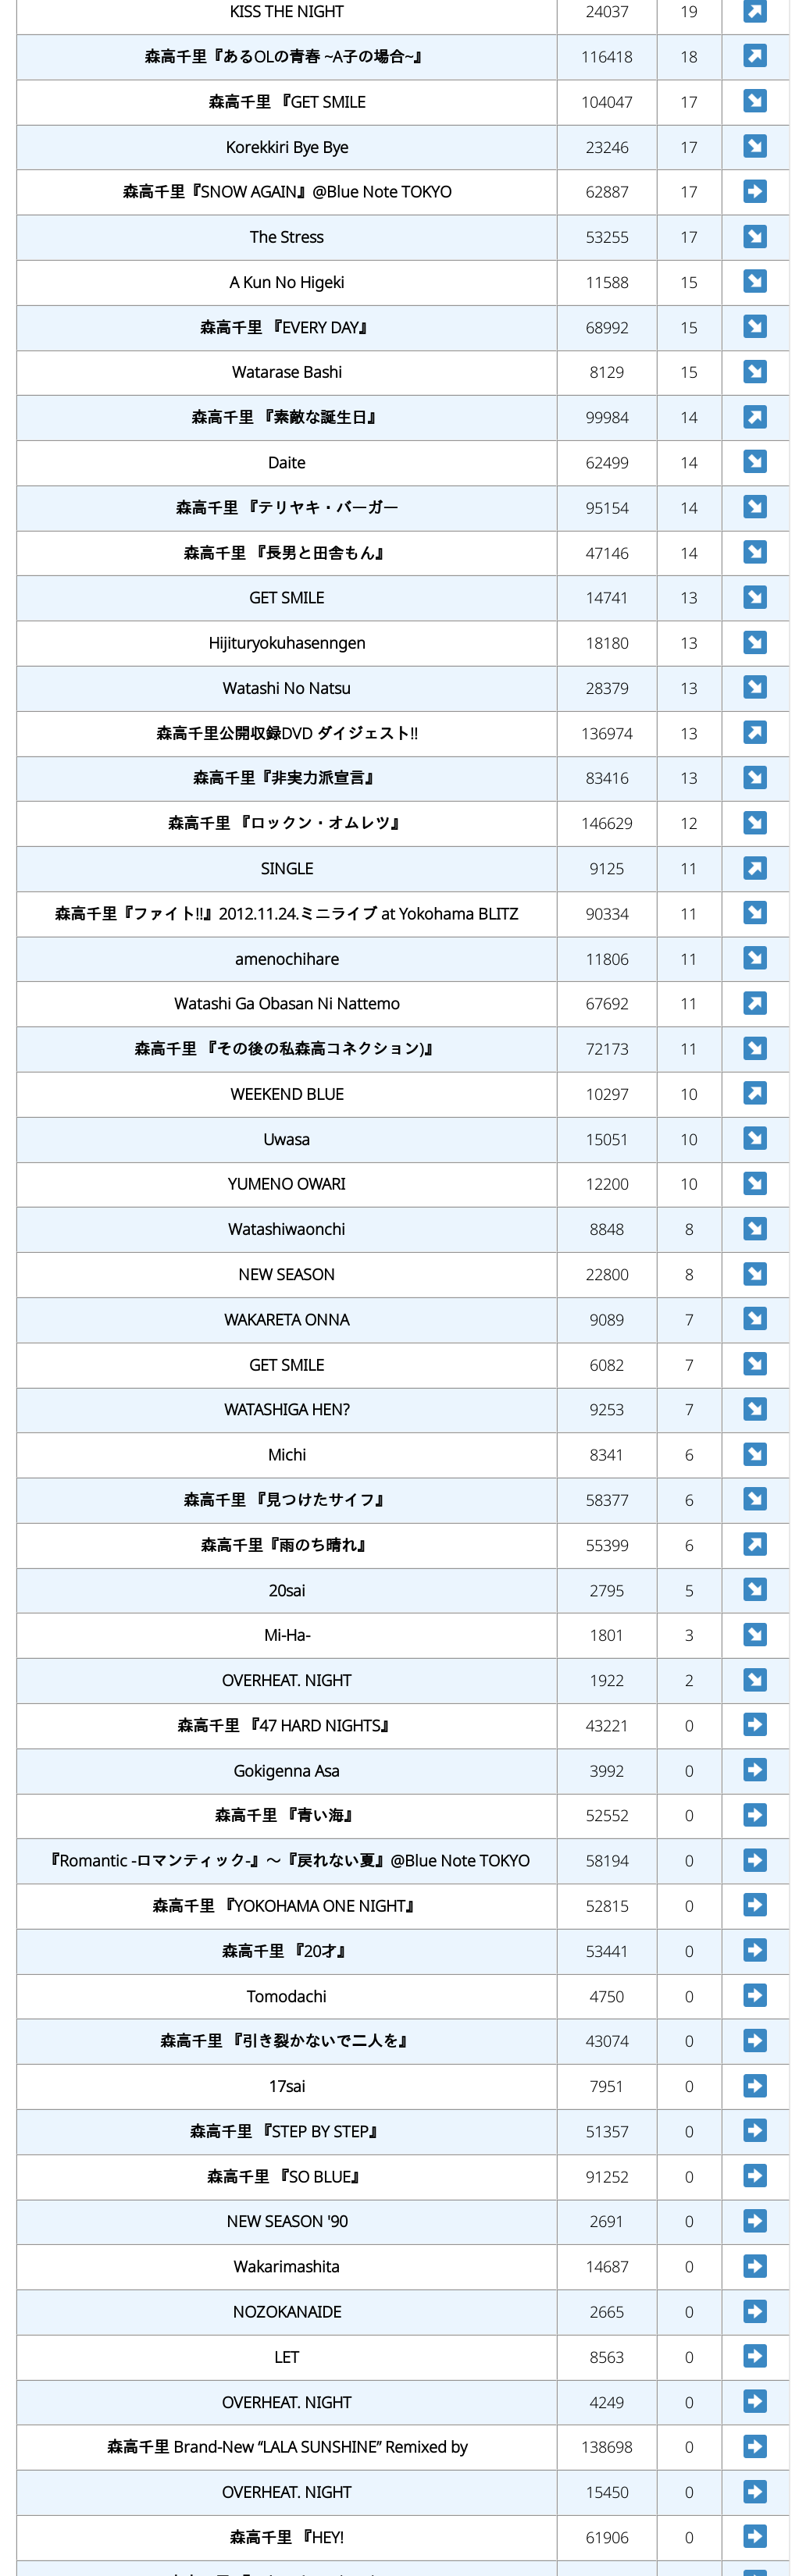 KISS THE NIGHT 24037 19
森高千里『あるOLの青春 ~A子の場合~』 116418 18
森高千里 『GET SMILE 104047 17
Korekkiri Bye Bye 23246 17
森高千里『SNOW AGAIN』@Blue Note TOKYO 62887 17
The Stress 53255 17
A Kun No Higeki 11588 15
森高千里 『EVERY DAY』 68992 15
Watarase Bashi 8129 15
森高千里 『素敵な誕生日』 99984 14
Daite 62499 14
森高千里 『テリヤキ・バーガー 95154 14
森高千里 『長男と田舎もん』 47146 14
GET SMILE 14741 13
Hijituryokuhasenngen 18180 13
Watashi No Natsu 28379 13
森高千里公開収録DVD ダイジェスト!! 136974 13
森高千里『非実力派宣言』 83416 13
森高千里 『ロックン・オムレツ』 146629 12
SINGLE 9125 11
森高千里『ファイト!!』2012.11.24.ミニライブ at Yokohama BLITZ 90334 11
amenochihare 11806 11
Watashi Ga Obasan Ni Nattemo 67692 11
森高千里 『その後の私森高コネクション)』 72173 11
WEEKEND BLUE 10297 10
Uwasa 15051 10
YUMENO OWARI 12200 10
Watashiwaonchi 8848 8
NEW SEASON 22800 8
WAKARETA ONNA 9089 7
GET SMILE 6082 7
WATASHIGA HEN? 9253 7
Michi 8341 6
森高千里 『見つけたサイフ』 58377 6
森高千里『雨のち晴れ』 55399 6
20sai 2795 5
Mi-Ha- 1801 3
OVERHEAT. NIGHT 1922 2
森高千里 『47 HARD NIGHTS』 43221 0
Gokigenna Asa 3992 0
森高千里 『青い海』 52552 0
『Romantic -ロマンティック-』〜『戻れない夏』@Blue Note TOKYO 58194 0
森高千里 『YOKOHAMA ONE NIGHT』 52815 0
森高千里 『20才』 53441 0
Tomodachi 4750 0
森高千里 『引き裂かないで二人を』 43074 0
17sai 7951 0
森高千里 『STEP BY STEP』 51357 0
森高千里 『SO BLUE』 91252 0
NEW SEASON '90 2691 0
Wakarimashita 14687 0
NOZOKANAIDE 2665 0
LET 8563 0
OVERHEAT. NIGHT 4249 0
森高千里 Brand-New “LALA SUNSHINE” Remixed by 138698 0
OVERHEAT. NIGHT 15450 0
森高千里 『HEY! 61906 0